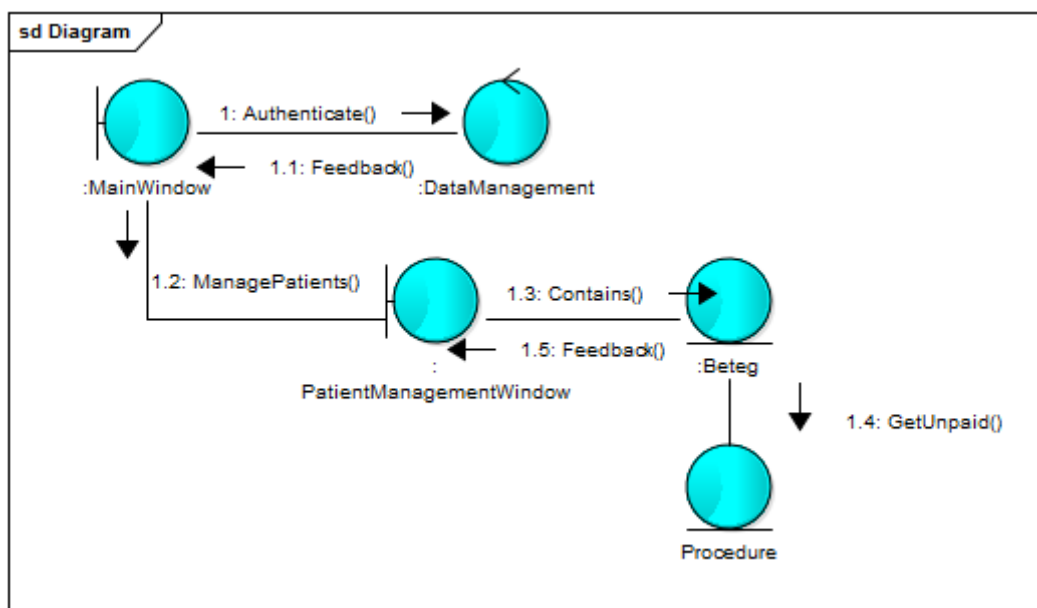 sd Diagram
1: Authenticate()
1.1: Feedback()
:MainWindow
:DataManagement
1.2: ManagePatients()
1.3: Contains()
1.5: Feedback()
:
PatientManagementWindow
:Beteg
1.4: GetUnpaid()
Procedure